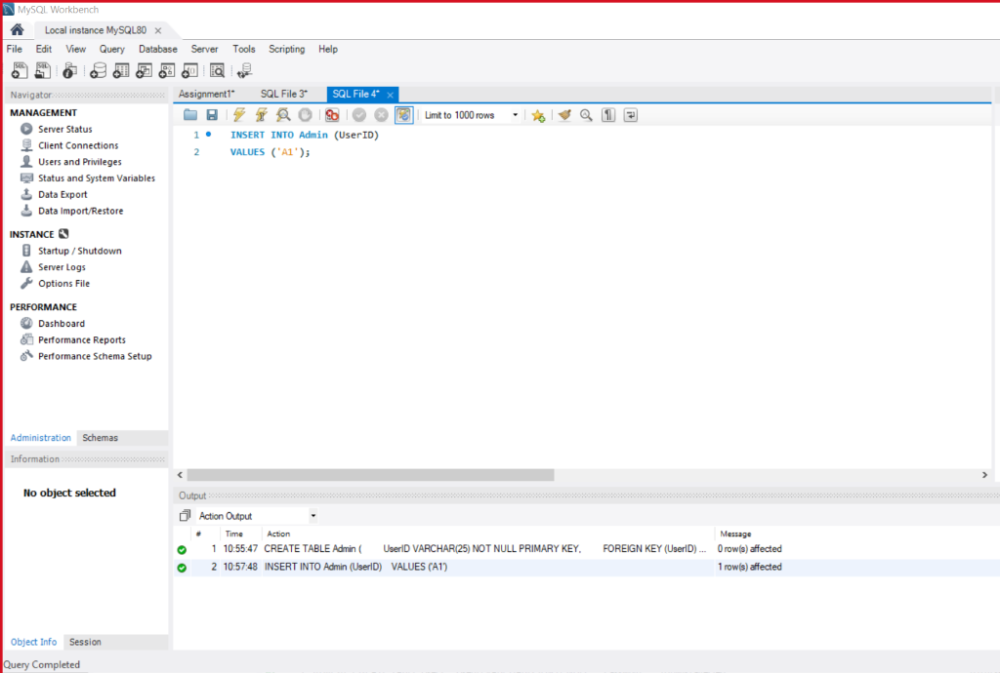 MySQL Workbench
Local instance MySQL80
File Edit View Query Database Server Tools Scripting Help
Navigator
MANAGEMENT
Server Status
Client Connections
Users and Privileges
Status and System Variables
Data Export
Data Import/Restore
INSTANCE
Startup / Shutdown
Server Logs
Options File
PERFORMANCE
Dashboard
Performance Reports
Performance Schema Setup
Administration Schemas
Information
No object selected
Object Info Session
Query Completed
Assignment1* SQL File 3* SQL File 4*
Limit to 1000 rows
1 INSERT INTO Admin (UserID)
2 VALUES ('A1');
Output
Action Output
# Time Action Message
1 10:55:47 CREATE TABLE Admin ( UserID VARCHAR(25) NOT NULL PRIMARY KEY, FOREIGN KEY (UserID) ... 0 row(s) affected
2 10:57:48 INSERT INTO Admin (UserID) VALUES ('A1') 1 row(s) affected